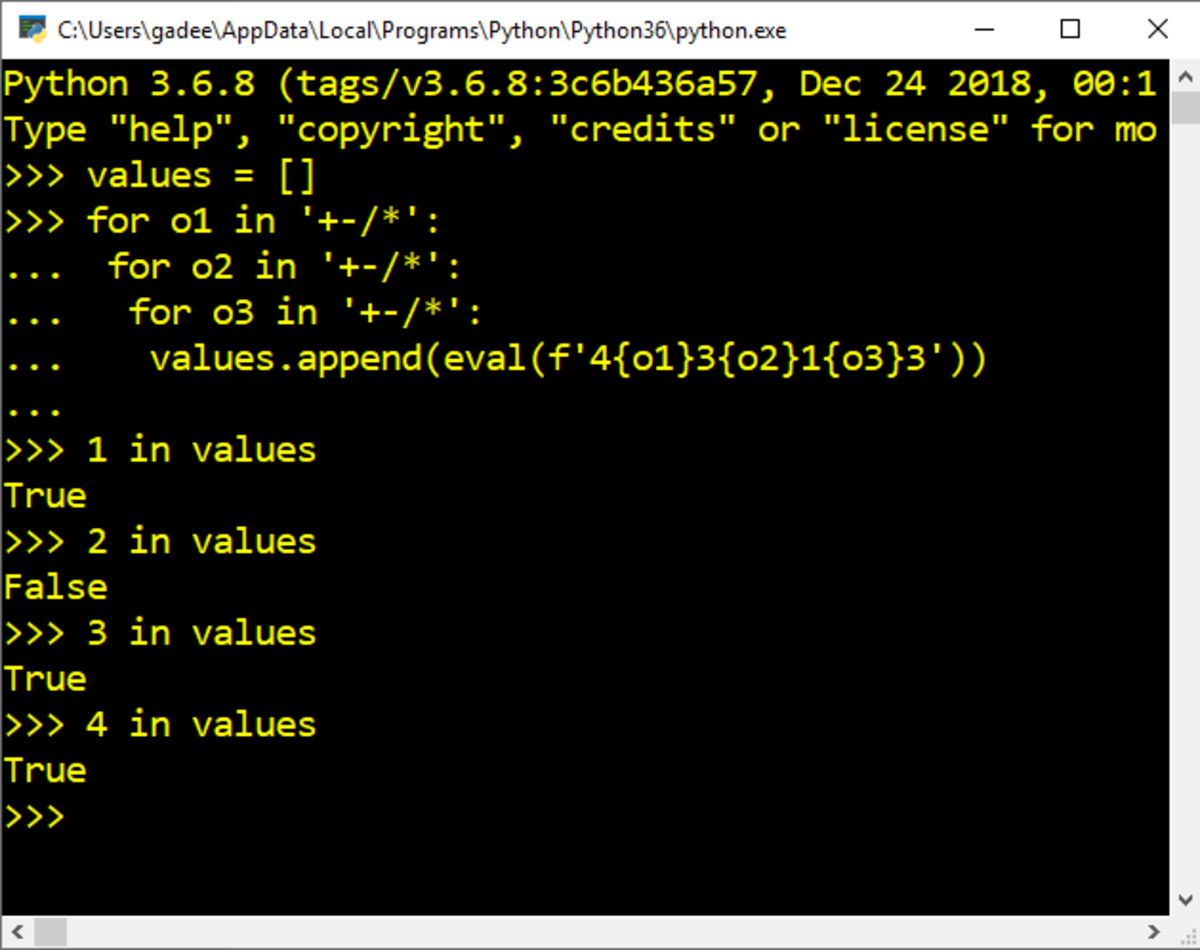 C:\Users\gadee\AppData\Local\Programs\Python\Python36\python.exe
Python 3.6.8 (tags/v3.6.8:3c6b436a57, Dec 24 2018, 00:1
Type "help", "copyright", "credits" or "license" for mo
>>> values = []
>>> for o1 in '+-/*':
...  for o2 in '+-/*':
...   for o3 in '+-/*':
...    values.append(eval(f'4{o1}3{o2}1{o3}3'))
...
>>> 1 in values
True
>>> 2 in values
False
>>> 3 in values
True
>>> 4 in values
True
>>>